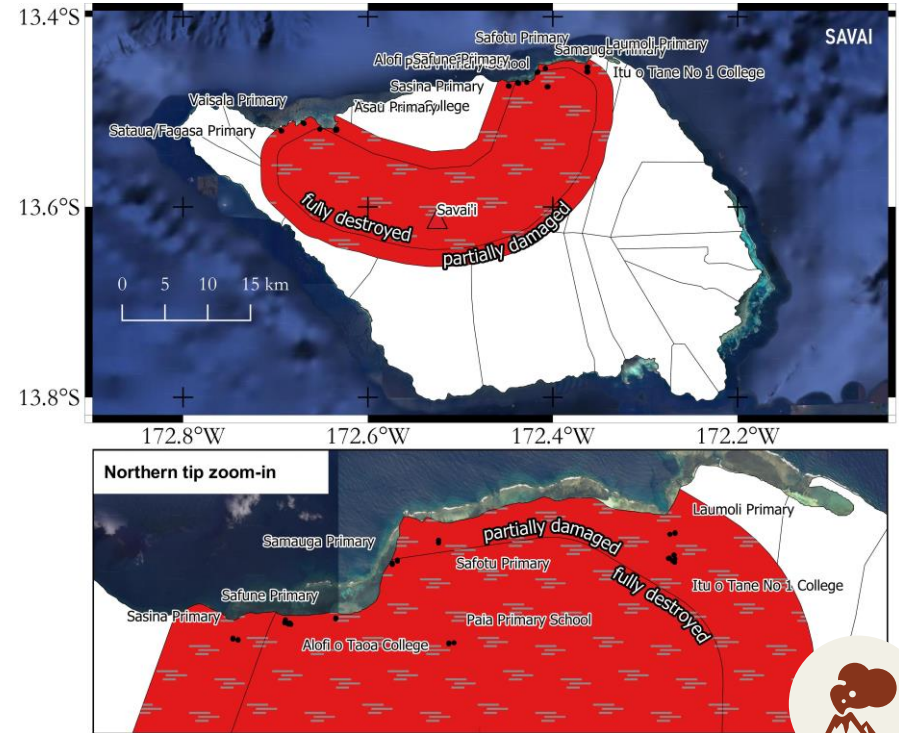 13.4°S
SAVAI
Safotu Primary
Laumoli Primary
Samauga Primary
Alofi
Safune Primary
School
Itu o Tane No 1 College
Sasina Primary
Vaisala Primary
Asau Primary
College
Sataua/Fagasa Primary
13.6°S
fully destroyed
Savai'i
partially damaged
0 5 10 15 km
13.8°S
172.8°W 172.6°W 172.4°W 172.2°W
Northern tip zoom-in
Laumoli Primary
partially damaged
Samauga Primary
Safotu Primary
fully destroyed
Itu o Tane No 1 College
Safune Primary
Sasina Primary
Paia Primary School
Alofi o Taoa College